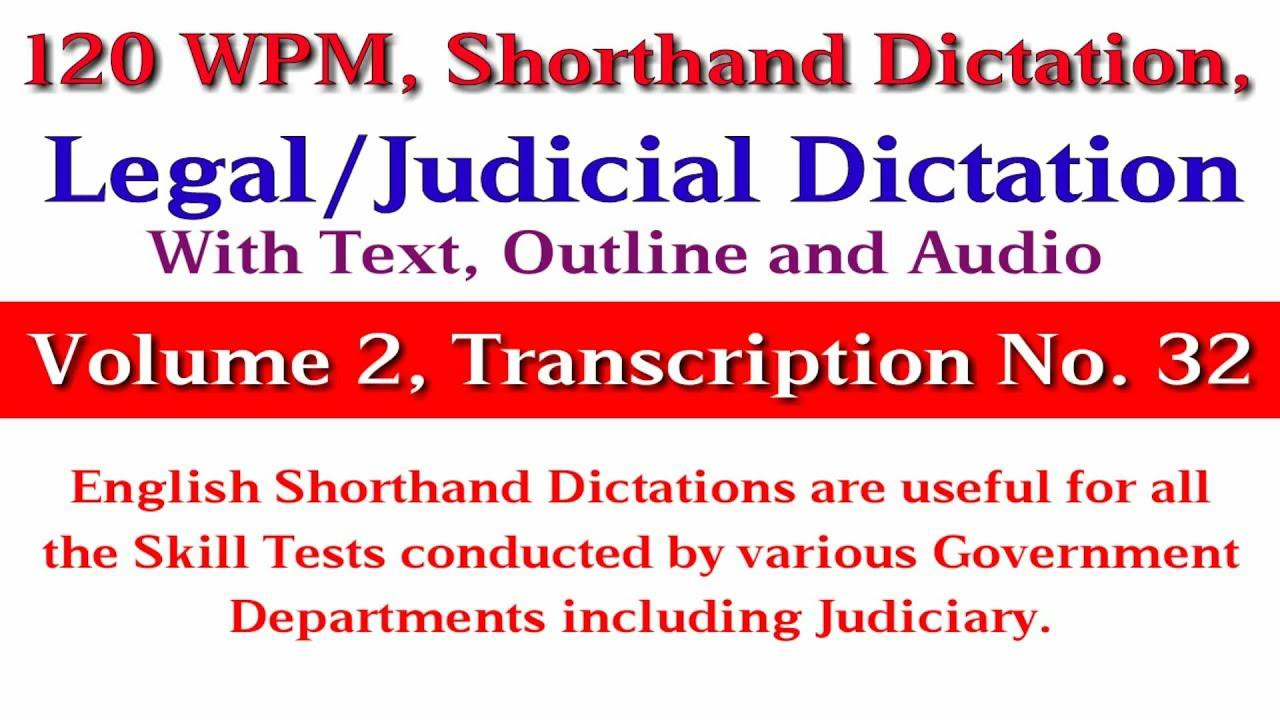 120 WPM, Shorthand Dictation,
Legal/Judicial Dictation
With Text, Outline and Audio
Volume 2, Transcription No. 32
English Shorthand Dictations are useful for all
the Skill Tests conducted by various Government
Departments including Judiciary.